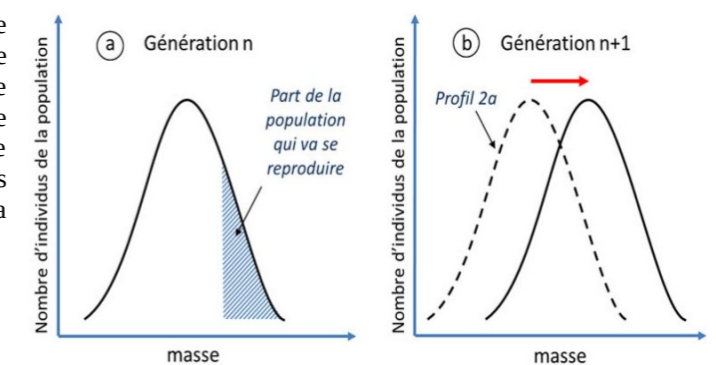 e
e
e
e
e
s
a
a Génération n
Part de la
population
qui va se
reproduire
Nombre d'individus de la population
masse
b Génération n+1
Profil 2a
Nombre d'individus de la population
masse